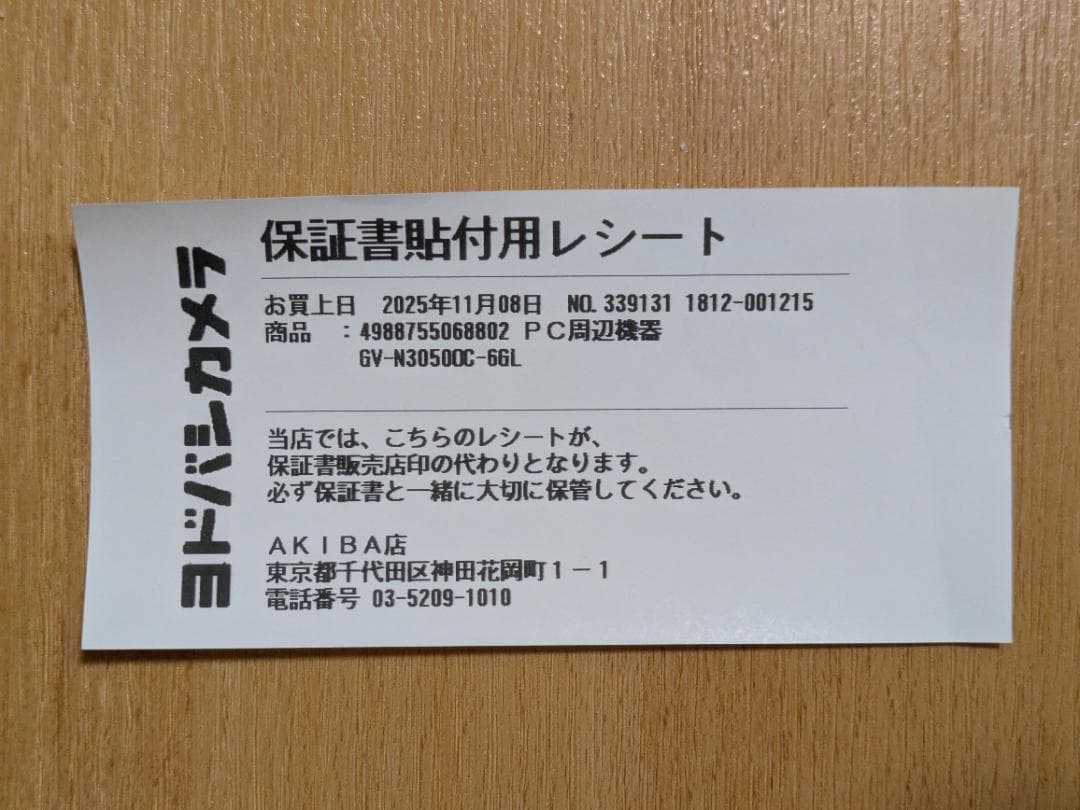 ヨドバシカメラ
保証書貼付用レシート
お買上日 2025年11月08日 NO.339131 1812-001215
商品 :4988755068802 PC周辺機器
GV-N3050OC-6GL
当店では、こちらのレシートが、
保証書販売店印の代わりとなります。
必ず保証書と一緒に大切に保管してください。
AKIBA店
東京都千代田区神田花岡町1-1
電話番号 03-5209-1010